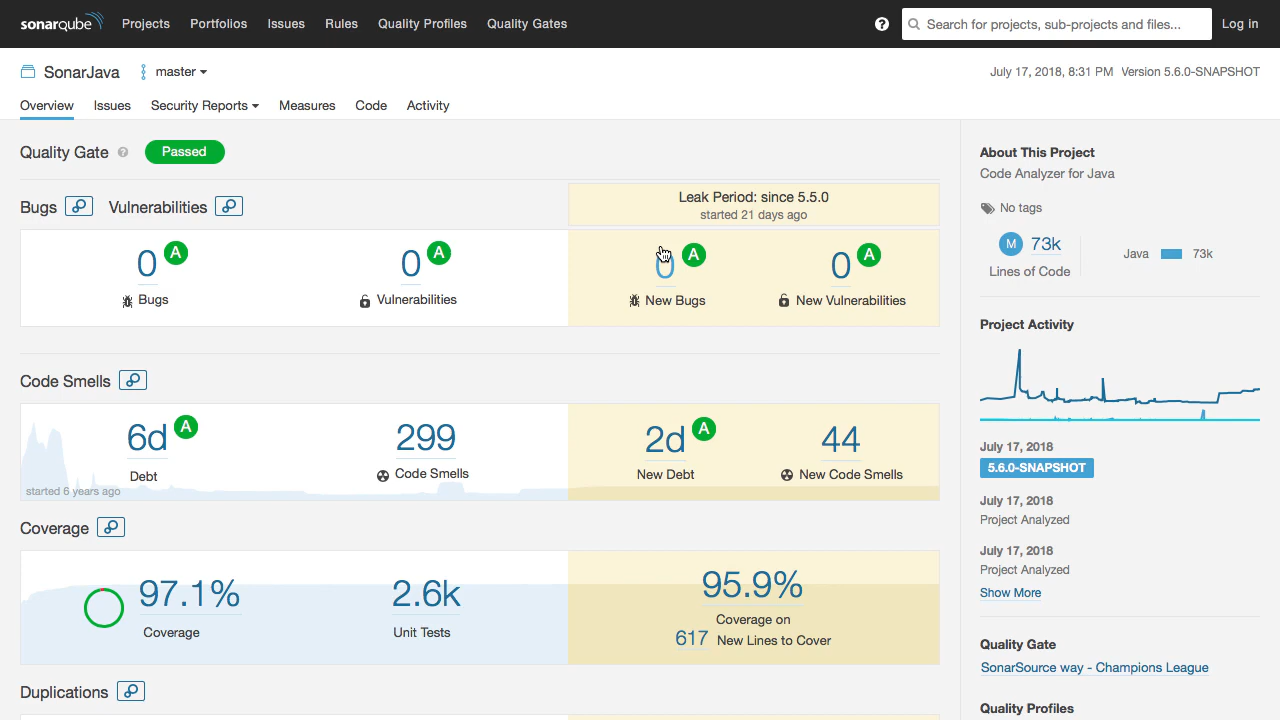 sonarqube Projects Portfolios Issues Rules Quality Profiles Quality Gates ? Search for projects, sub-projects and files... Log in
SonarJava master July 17, 2018, 8:31 PM Version 5.6.0-SNAPSHOT
Overview Issues Security Reports Measures Code Activity
Quality Gate ? Passed
Bugs Vulnerabilities
Leak Period: since 5.5.0
started 21 days ago
0 A 0 A 0 A 0 A
Bugs Vulnerabilities New Bugs New Vulnerabilities
Code Smells
6d A 299 2d A 44
Debt Code Smells New Debt New Code Smells
started 6 years ago
Coverage
97.1% 2.6k 95.9%
Coverage Unit Tests Coverage on
617 New Lines to Cover
Duplications
About This Project
Code Analyzer for Java
No tags
M 73k Java 73k
Lines of Code
Project Activity
July 17, 2018
5.6.0-SNAPSHOT
July 17, 2018
Project Analyzed
July 17, 2018
Project Analyzed
Show More
Quality Gate
SonarSource way - Champions League
Quality Profiles